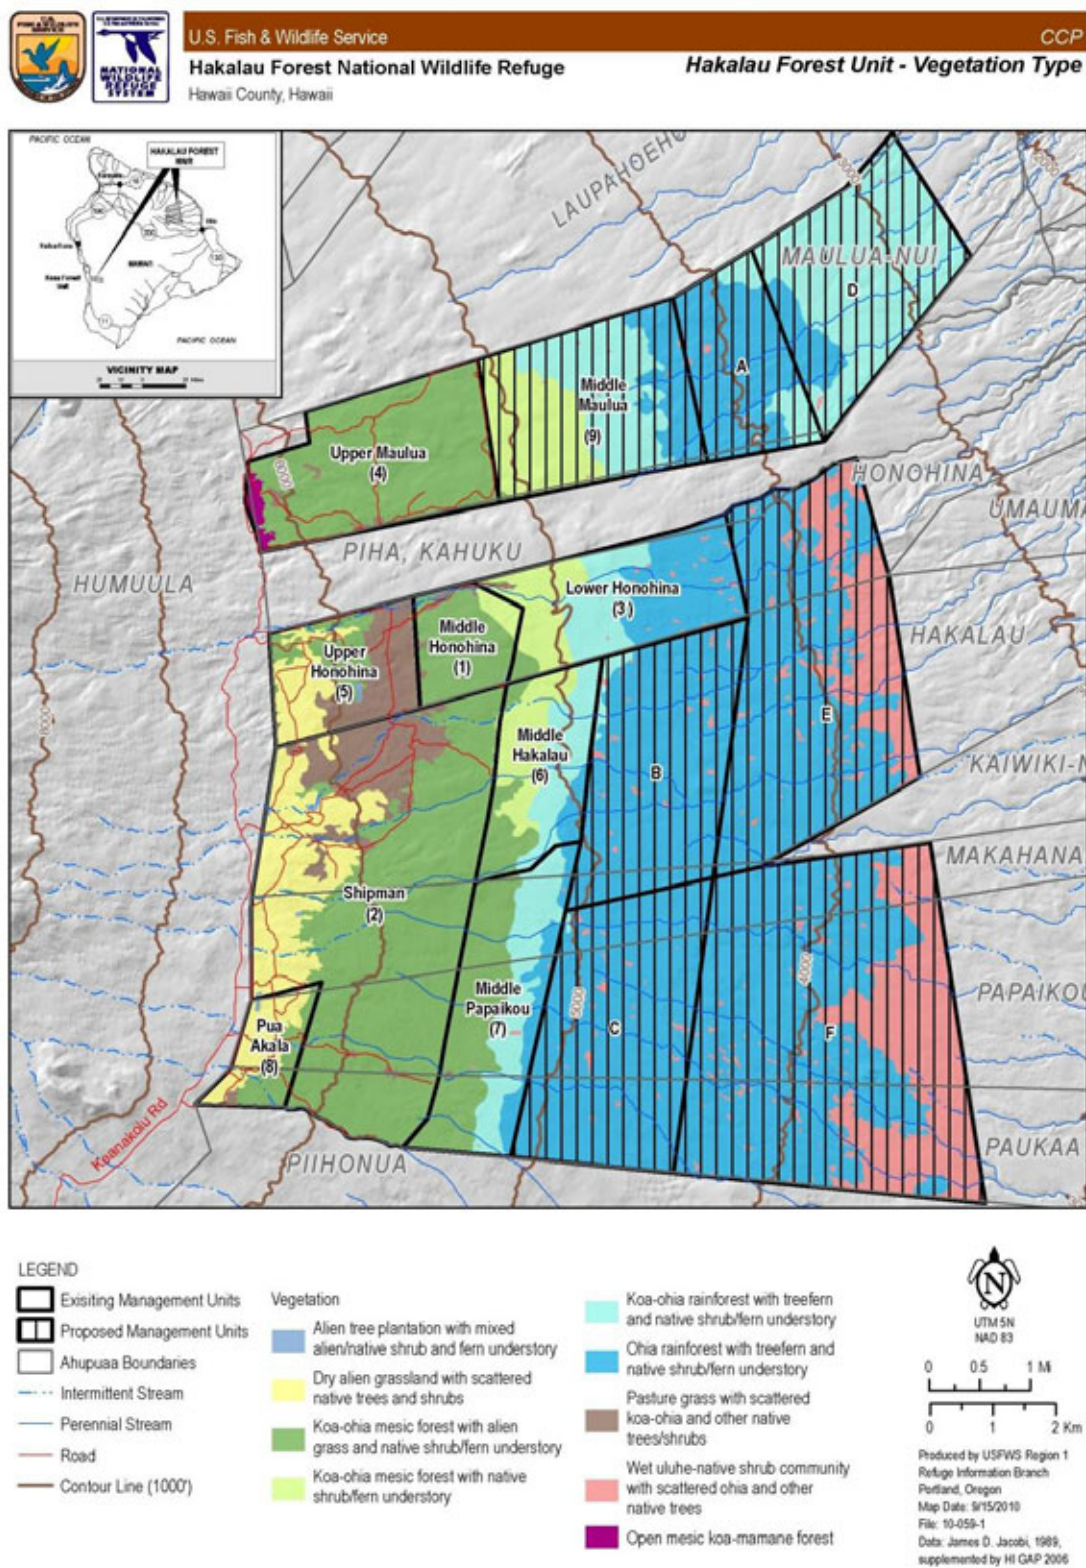 U.S. FISH & WILDLIFE SERVICE
NATIONAL
WILDLIFE
REFUGE
SYSTEM
U.S. Fish & Wildlife Service
CCP
Hakalau Forest National Wildlife Refuge
Hakalau Forest Unit - Vegetation Type
Hawaii County, Hawaii
PACIFIC OCEAN
HAKALAU FOREST
NWR
HAWAII
PACIFIC OCEAN
VICINITY MAP
LAUPAHOEHO
MAULUA-NUI
D
A
Middle
Maulua
(9)
Upper Maulua
(4)
HONOHINA
UMAUMA
PIHA, KAHUKU
HUMUULA
Lower Honohina
(3)
HAKALAU
Middle
Honohina
(1)
Upper
Honohina
(5)
E
Middle
Hakalau
(6)
B
KAIWIKI-N
MAKAHANA
Shipman
(2)
PAPAIKOU
Middle
Papaikou
(7)
5000
4000
C
F
Pua
Akala
(8)
Keanakolu Rd
PIIHONUA
PAUKAA
LEGEND
Exisiting Management Units
Proposed Management Units
Ahupuaa Boundaries
Intermittent Stream
Perennial Stream
Road
Contour Line (1000')
Vegetation
Alien tree plantation with mixed
alien/native shrub and fern understory
Dry alien grassland with scattered
native trees and shrubs
Koa-ohia mesic forest with alien
grass and native shrub/fern understory
Koa-ohia mesic forest with native
shrub/fern understory
Koa-ohia rainforest with treefern
and native shrub/fern understory
Ohia rainforest with treefern and
native shrub/fern understory
Pasture grass with scattered
koa-ohia and other native
trees/shrubs
Wet uluhe-native shrub community
with scattered ohia and other
native trees
Open mesic koa-mamane forest
N
UTM 5N
NAD 83
0 0.5 1 Mi
0 1 2 Km
Produced by USFWS Region 1
Refuge Information Branch
Portland, Oregon
Map Date: 9/15/2010
File: 10-059-1
Data: James D. Jacobi, 1989,
supplemented by HI GAP 2006